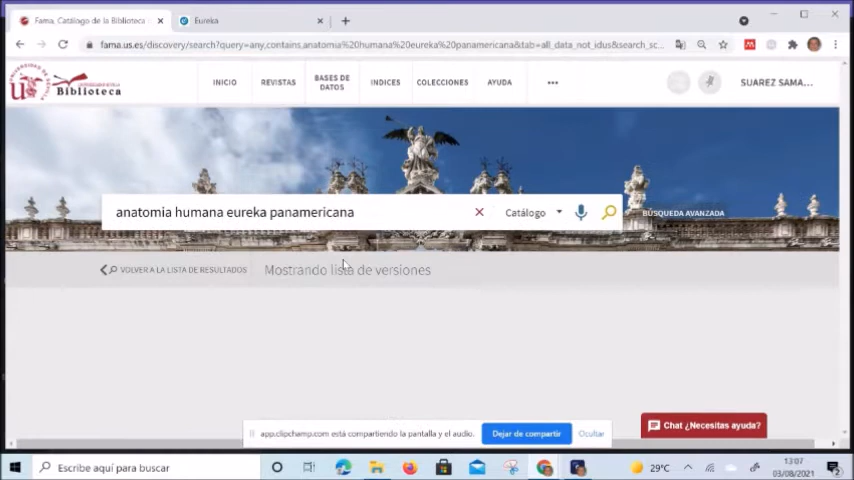 Fama. Catálogo de la Biblioteca
Eureka
fama.us.es/discovery/search?query=any,contains,anatomia%20humana%20eureka%20panamericana&tab=all_data_not_idus&search_sc...
Biblioteca
INICIO
REVISTAS
BASES DE DATOS
INDICES
COLECCIONES
AYUDA
SUAREZ SAMA...
anatomia humana eureka panamericana
Catálogo
BÚSQUEDA AVANZADA
VOLVER A LA LISTA DE RESULTADOS
Mostrando lista de versiones
app.clipchamp.com está compartiendo la pantalla y el audio.
Dejar de compartir
Ocultar
Chat ¿Necesitas ayuda?
Escribe aquí para buscar
29°C
13:07
03/08/2021